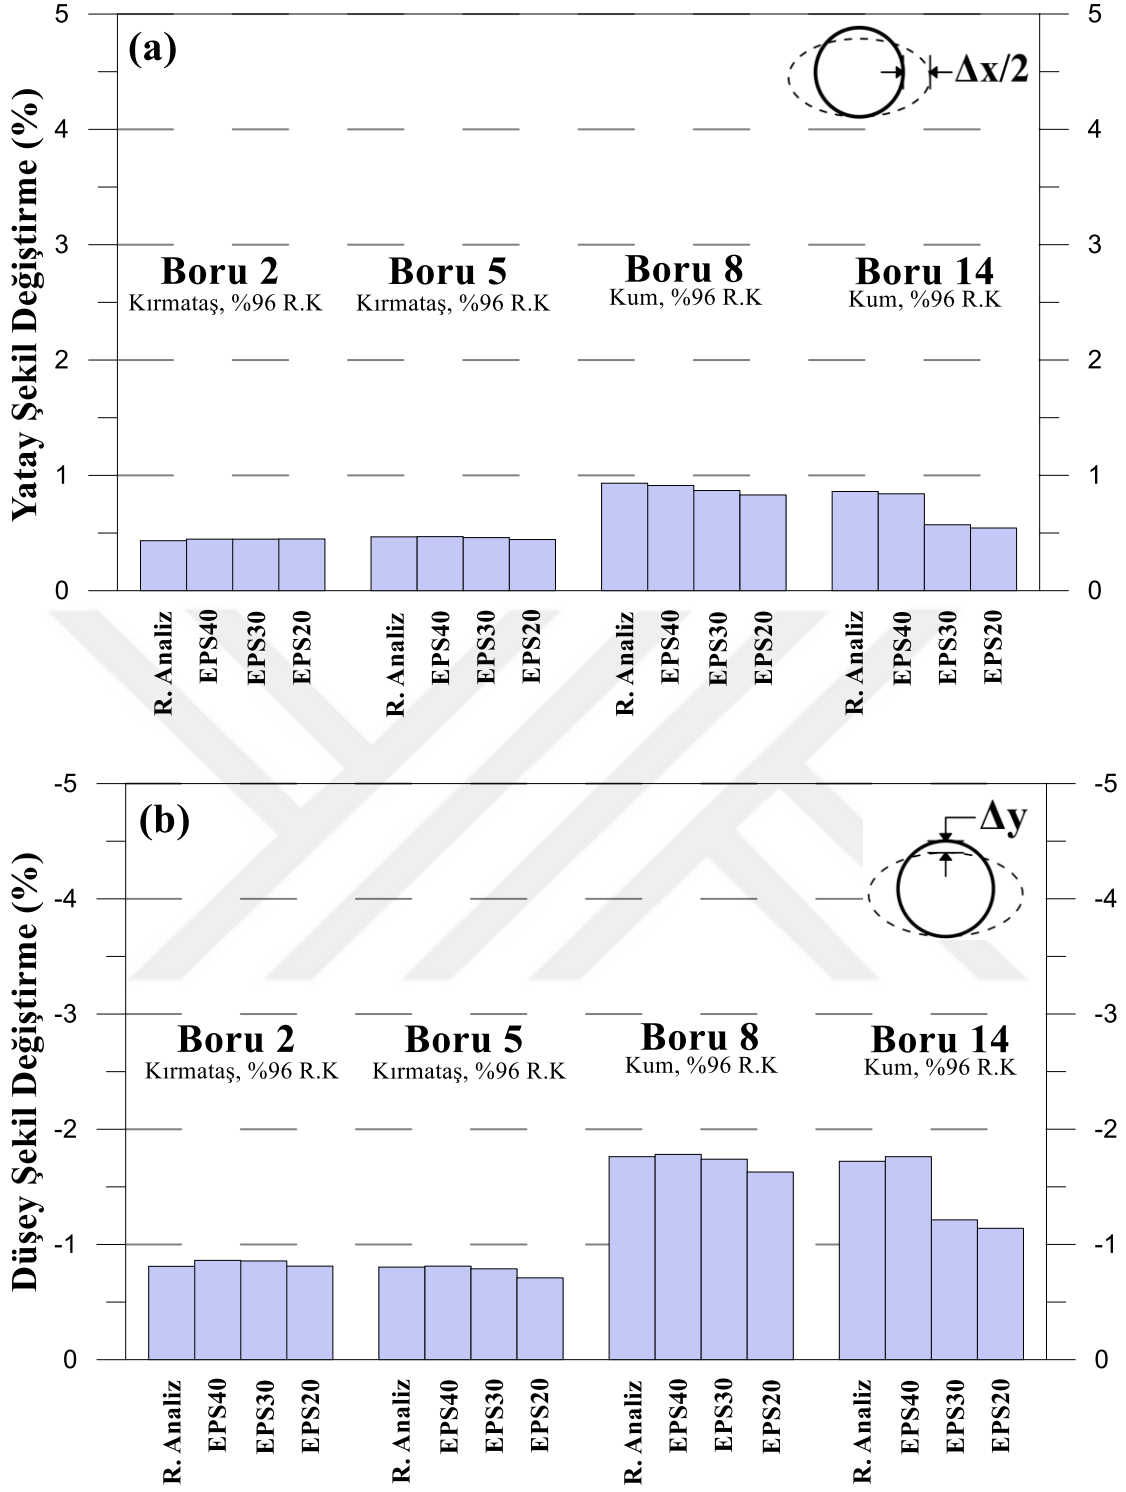 (a)
Δx/2
Yatay Şekil Değiştirme (%)
5
4
3
2
1
0
5
4
3
2
1
0
Boru 2
Kırmataş, %96 R.K
Boru 5
Kırmataş, %96 R.K
Boru 8
Kum, %96 R.K
Boru 14
Kum, %96 R.K
R. Analiz
EPS40
EPS30
EPS20
R. Analiz
EPS40
EPS30
EPS20
R. Analiz
EPS40
EPS30
EPS20
R. Analiz
EPS40
EPS30
EPS20
(b)
Δy
Düşey Şekil Değiştirme (%)
-5
-4
-3
-2
-1
0
-5
-4
-3
-2
-1
0
Boru 2
Kırmataş, %96 R.K
Boru 5
Kırmataş, %96 R.K
Boru 8
Kum, %96 R.K
Boru 14
Kum, %96 R.K
R. Analiz
EPS40
EPS30
EPS20
R. Analiz
EPS40
EPS30
EPS20
R. Analiz
EPS40
EPS30
EPS20
R. Analiz
EPS40
EPS30
EPS20